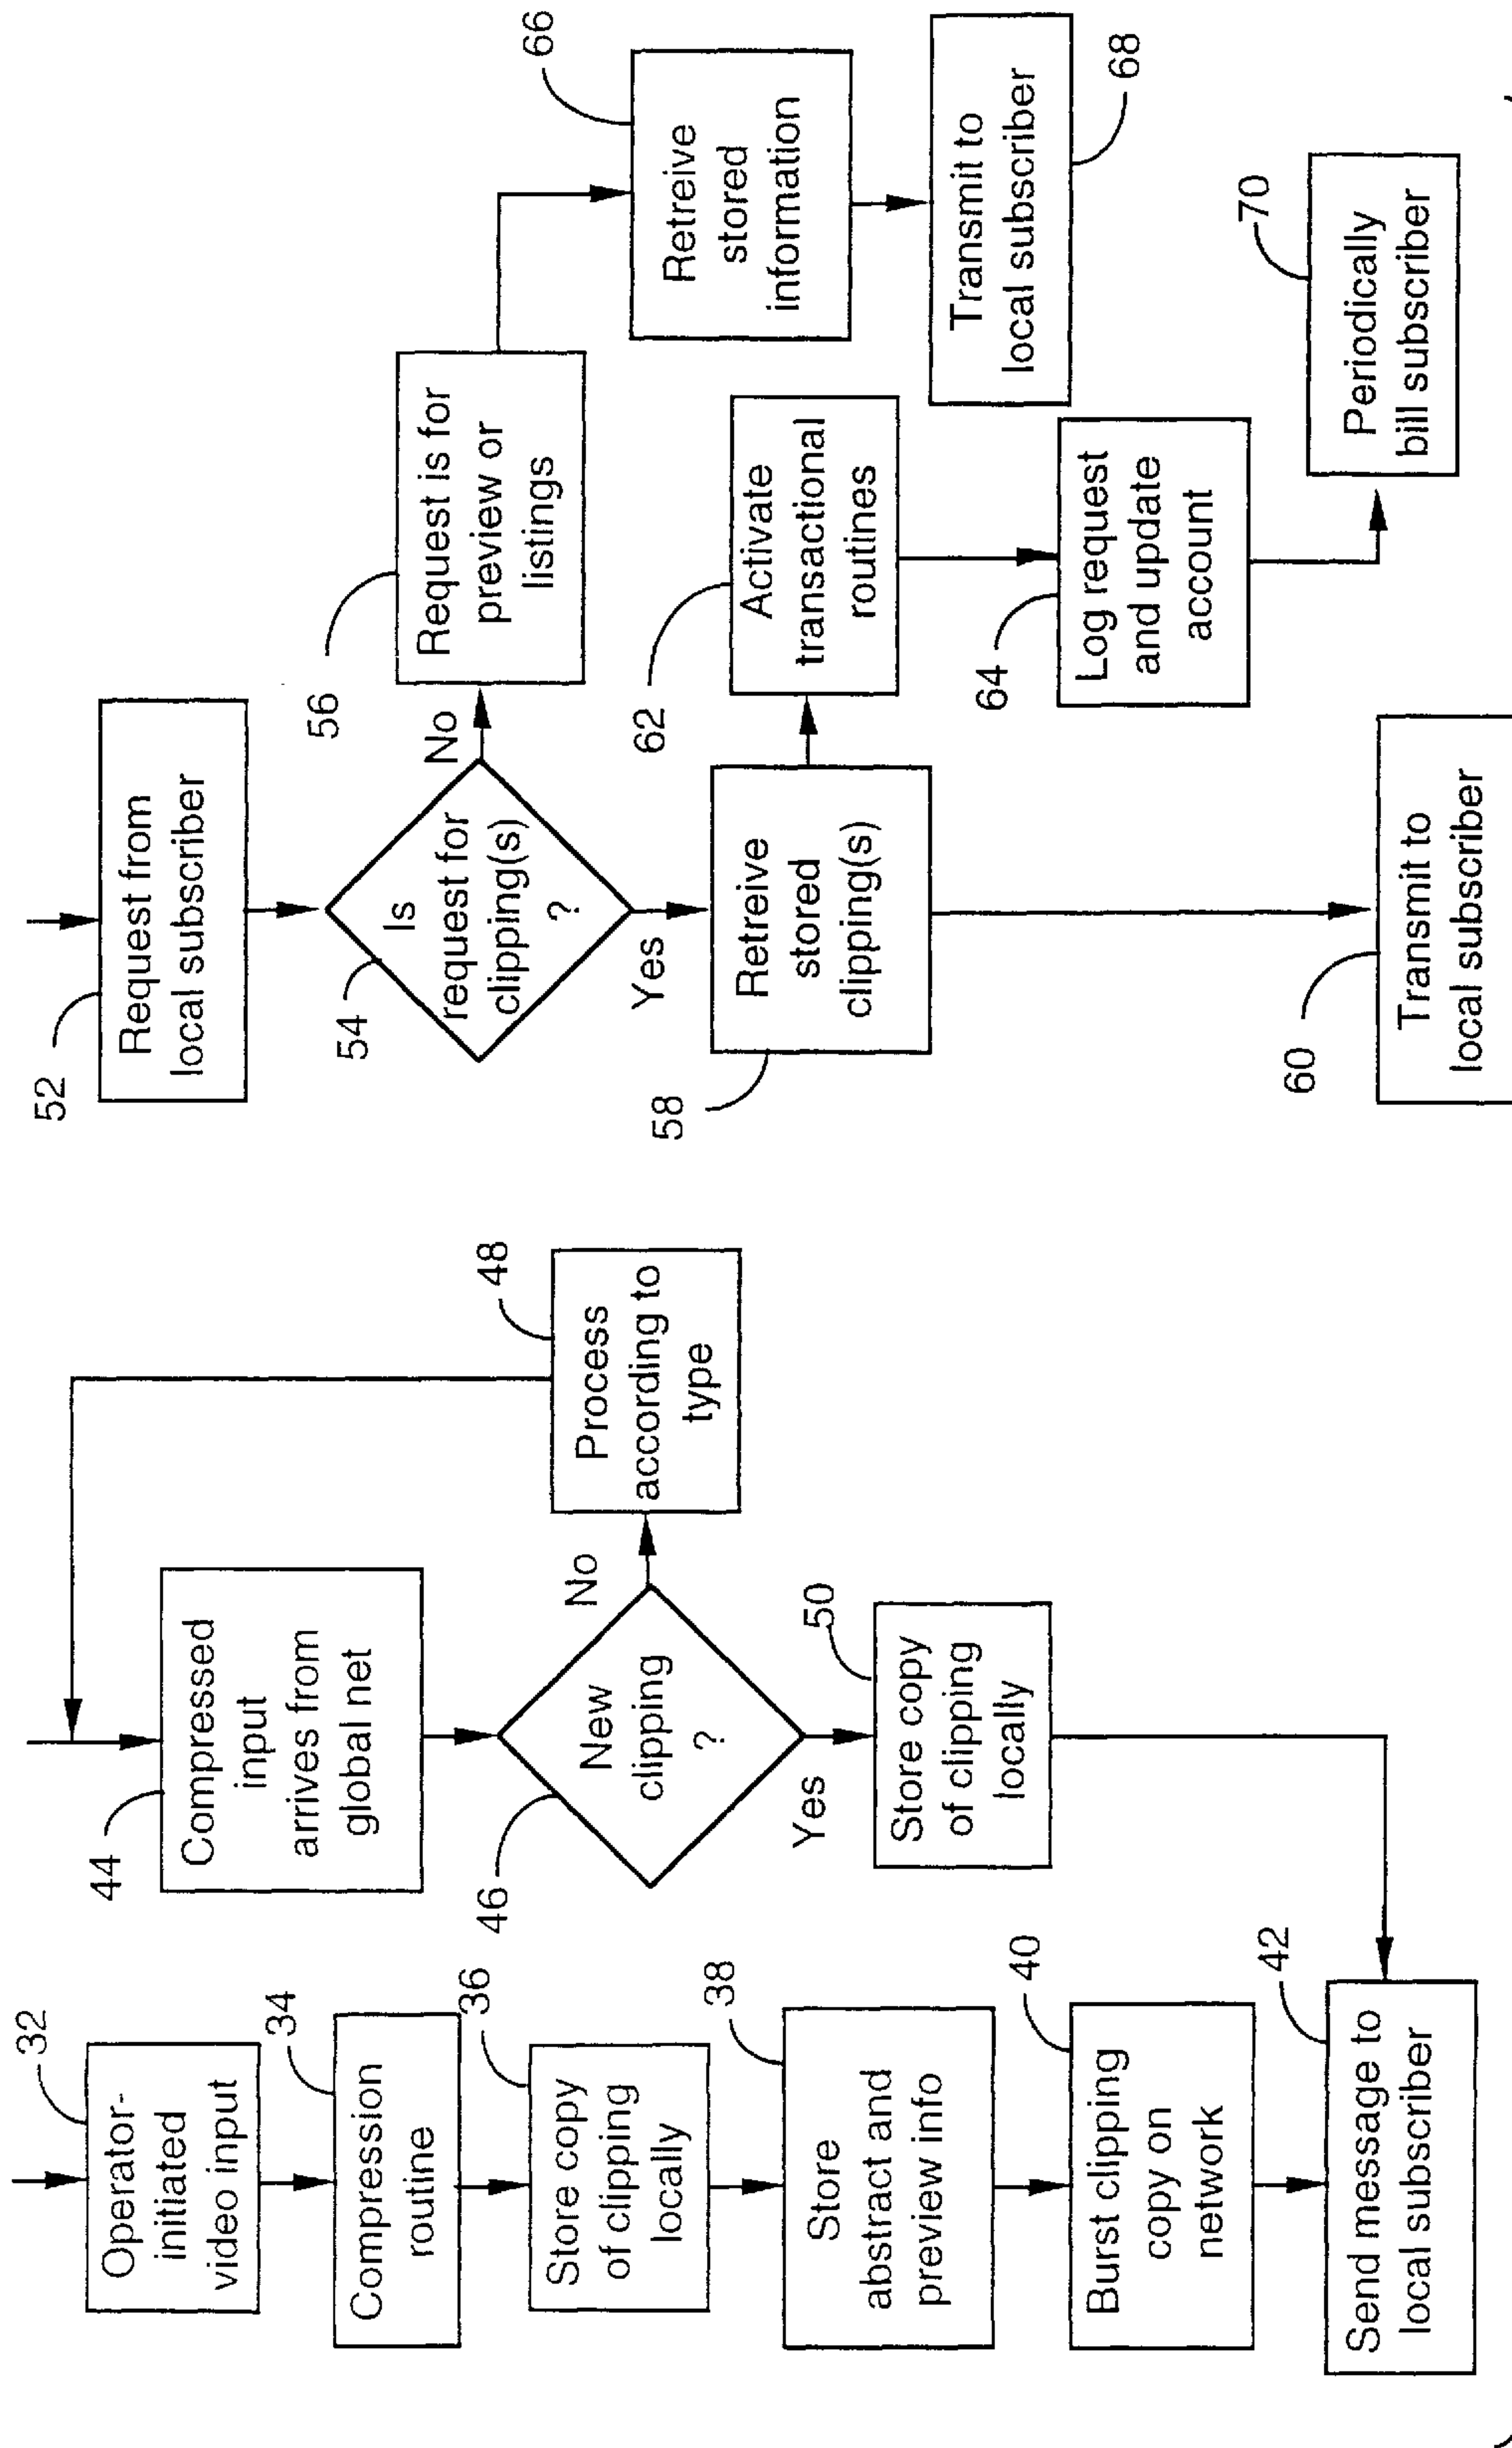 32
Operator-
initiated
video input
34
Compression
routine
36
Store copy
of clipping
locally
38
Store
abstract and
preview info
40
Burst clipping
copy on
network
42
Send message to
local subscriber
44
Compressed
input
arrives from
global net
46
New
clipping
?
No
Yes
48
Process
according to
type
50
Store copy
of clipping
locally
52
Request from
local subscriber
54
Is
request for
clipping(s)
?
No
Yes
56
Request is for
preview or
listings
58
Retreive
stored
clipping(s)
60
Transmit to
local subscriber
62
Activate
transactional
routines
64
Log request
and update
account
66
Retreive
stored
information
68
Transmit to
local subscriber
70
Periodically
bill subscriber